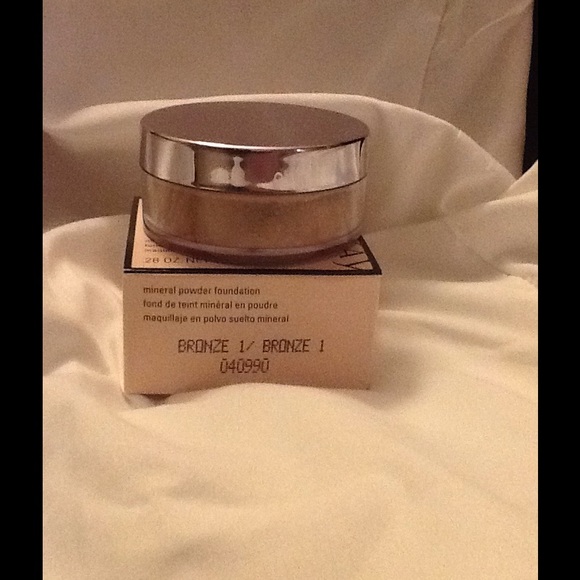 .28 OZ. NE
mineral powder foundation
fond de teint minéral en poudre
maquillaje en polvo suelto mineral
BRONZE 1/ BRONZE 1
040990